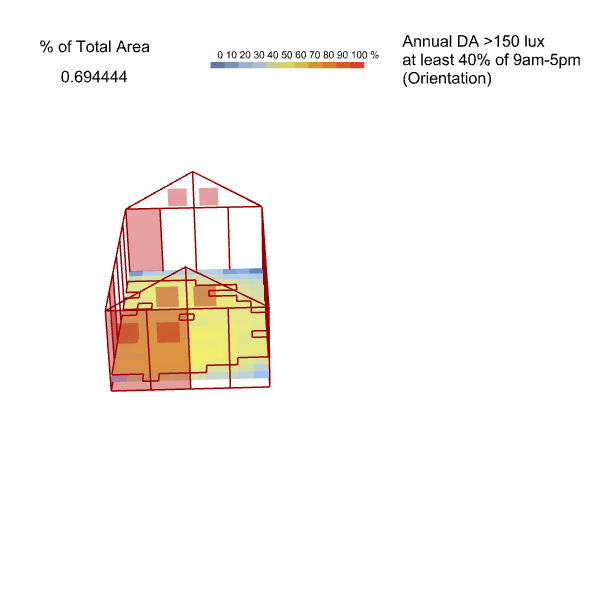 % of Total Area
0.694444
0 10 20 30 40 50 60 70 80 90 100 %
Annual DA >150 lux
at least 40% of 9am-5pm
(Orientation)